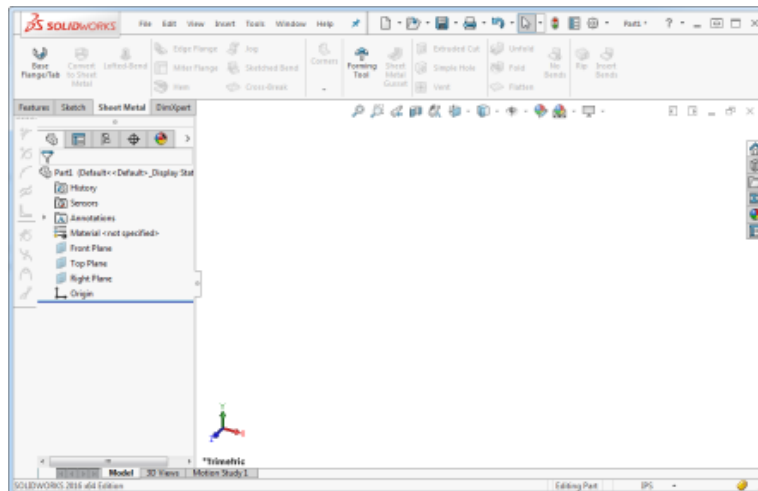 SOLIDWORKS File Edit View Insert Tools Window Help Part1
Base Flange/Tab
Convert to Sheet Metal
Lofted-Bend
Edge Flange
Miter Flange
Hem
Jog
Sketched Bend
Cross-Break
Corners
Forming Tool
Sheet Metal Gusset
Extruded Cut
Simple Hole
Vent
Unfold
Fold
Flatten
No Bends
Rip
Insert Bends
Features Sketch Sheet Metal DimXpert
Part1 (Default<<Default>_Display Stat
History
Sensors
Annotations
Material <not specified>
Front Plane
Top Plane
Right Plane
Origin
*Trimetric
Model 3D Views Motion Study 1
SOLIDWORKS 2016 x64 Edition Editing Part IPS